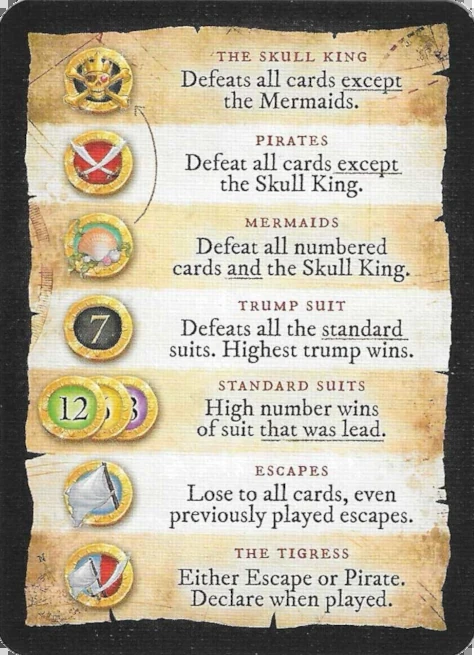 THE SKULL KING
Defeats all cards except
the Mermaids.
PIRATES
Defeat all cards except
the Skull King.
MERMAIDS
Defeat all numbered
cards and the Skull King.
7
TRUMP SUIT
Defeats all the standard
suits. Highest trump wins.
12
STANDARD SUITS
High number wins
of suit that was lead.
ESCAPES
Lose to all cards, even
previously played escapes.
THE TIGRESS
Either Escape or Pirate.
Declare when played.